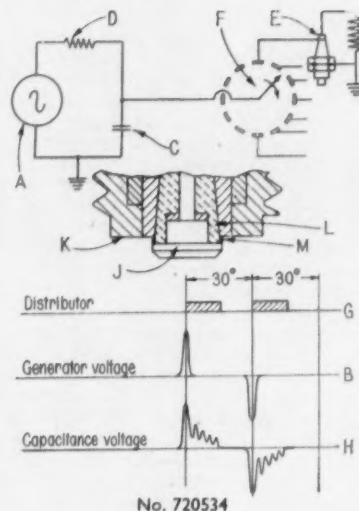 D
E
F
A
C
L
K
M
J
30° 30°
Distributor G
Generator voltage B
Capacitance voltage H
No. 720534